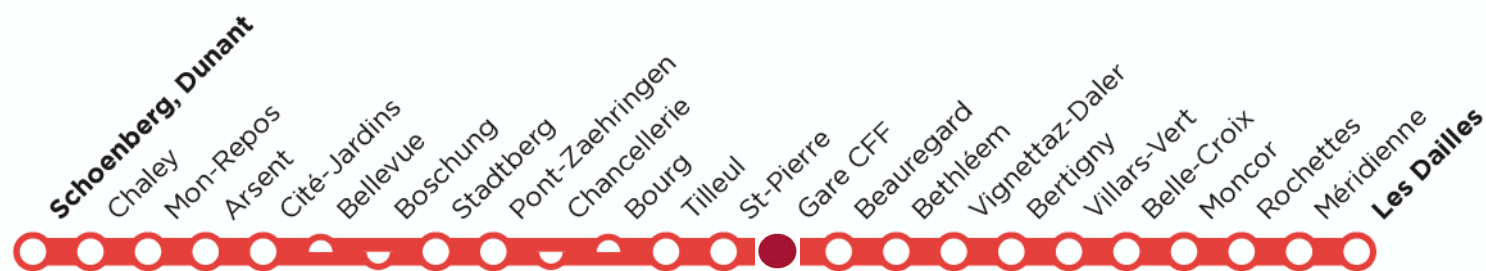 Schoenberg, Dunant
Chaley
Mon-Repos
Arsent
Cité-Jardins
Bellevue
Boschung
Stadtberg
Pont-Zaehringen
Chancellerie
Bourg
Tilleul
St-Pierre
Gare CFF
Beauregard
Bethléem
Vignettaz-Daler
Bertigny
Villars-Vert
Belle-Croix
Moncor
Rochettes
Méridienne
Les Dailles